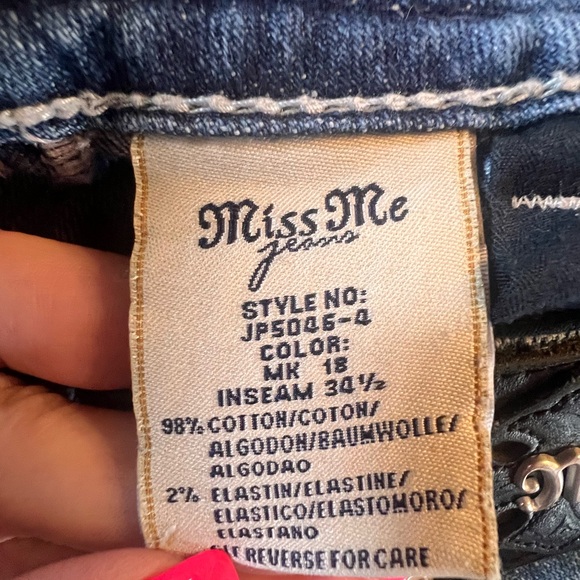 Miss Me
jeans
STYLE NO:
JP5046-4
COLOR:
MK 18
INSEAM 34½
98% COTTON/COTON/
ALGODON/BAUMWOLLE/
ALGODAO
2% ELASTIN/ELASTINE/
ELASTICO/ELASTOMORO/
ELASTANO
REVERSE FOR CARE